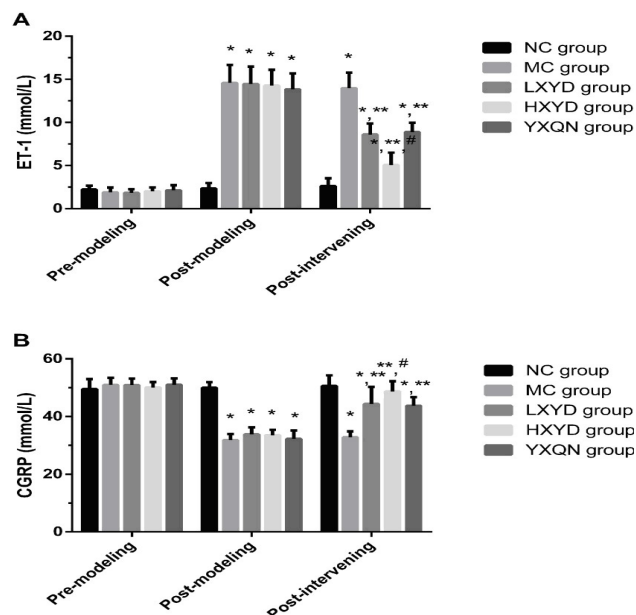 A
20
15
10
5
0
ET-1 (mmol/L)
* * * *
*
*,**
*,**,#
*,**
Pre-modeling
Post-modeling
Post-intervening
NC group
MC group
LXYD group
HXYD group
YXQN group
B
60
40
20
0
CGRP (mmol/L)
* * * *
*
*,**
**,#
*,**
Pre-modeling
Post-modeling
Post-intervening
NC group
MC group
LXYD group
HXYD group
YXQN group